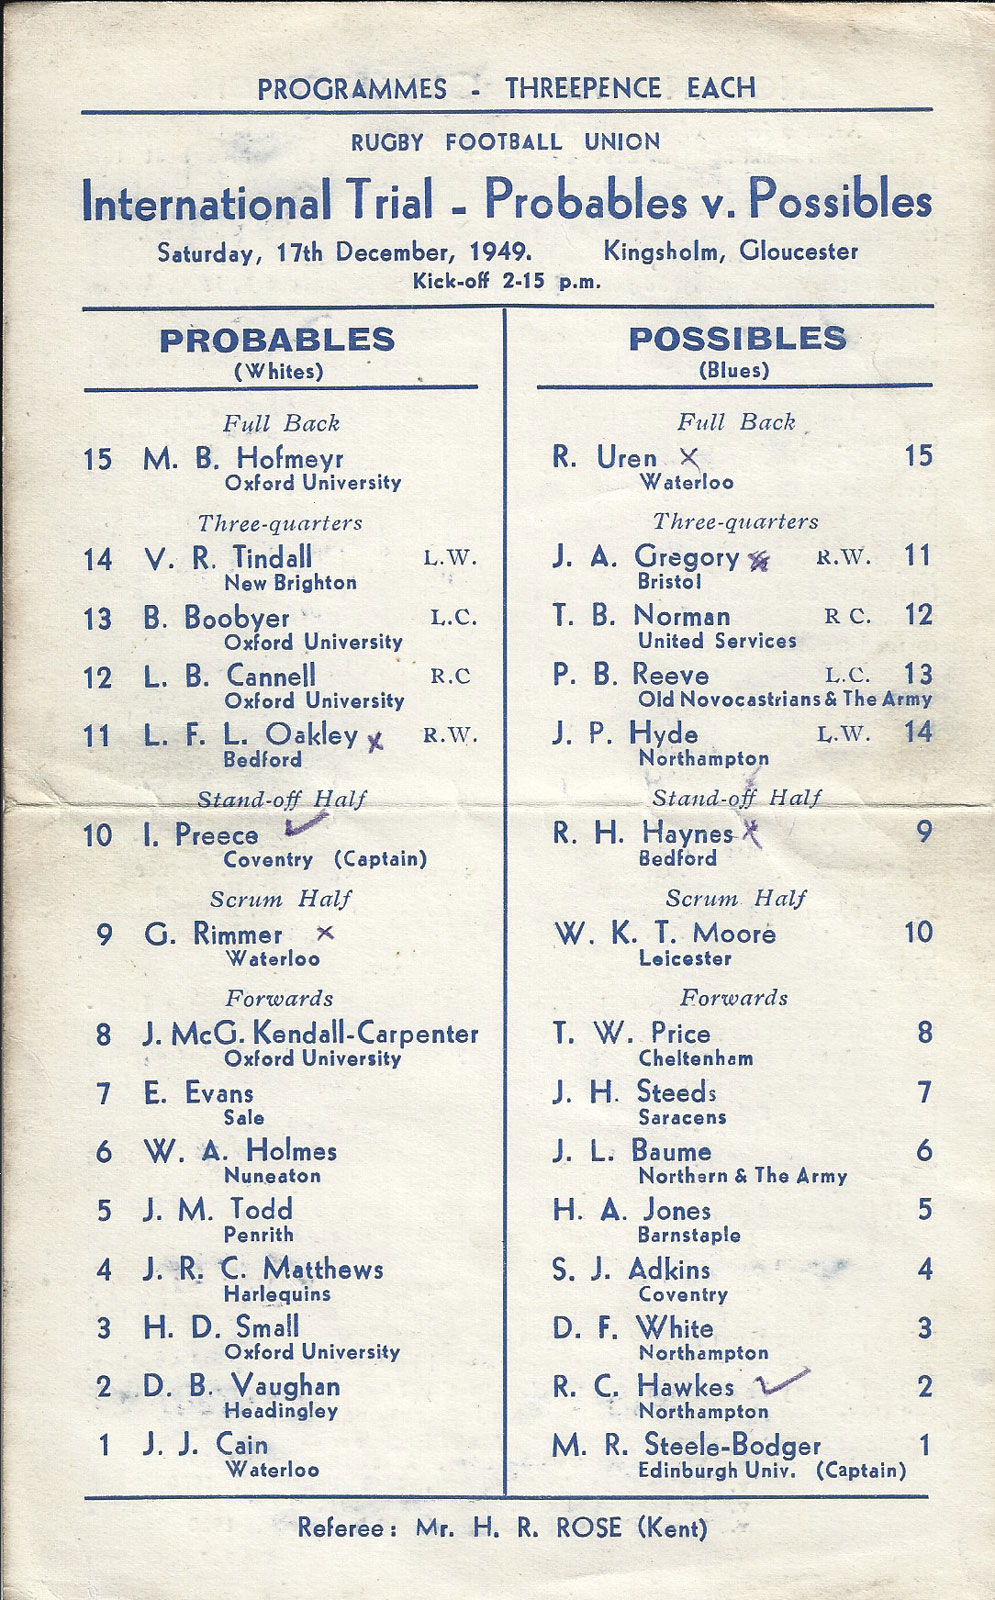 PROGRAMMES - THREEPENCE EACH
RUGBY FOOTBALL UNION
International Trial - Probables v. Possibles
Saturday, 17th December, 1949. Kingsholm, Gloucester
Kick-off 2-15 p.m.
PROBABLES
(Whites)
Full Back
15 M. B. Hofmeyr
Oxford University
Three-quarters
14 V. R. Tindall L.W.
New Brighton
13 B. Boobyer L.C.
Oxford University
12 L. B. Cannell R.C
Oxford University
11 L. F. L. Oakley x R.W.
Bedford
Stand-off Half
10 I. Preece ✓
Coventry (Captain)
Scrum Half
9 G. Rimmer x
Waterloo
Forwards
8 J. McG. Kendall-Carpenter
Oxford University
7 E. Evans
Sale
6 W. A. Holmes
Nuneaton
5 J. M. Todd
Penrith
4 J. R. C. Matthews
Harlequins
3 H. D. Small
Oxford University
2 D. B. Vaughan
Headingley
1 J. J. Cain
Waterloo
POSSIBLES
(Blues)
Full Back
R. Uren x 15
Waterloo
Three-quarters
J. A. Gregory x R.W. 11
Bristol
T. B. Norman R C. 12
United Services
P. B. Reeve L.C. 13
Old Novocastrians & The Army
J. P. Hyde L.W. 14
Northampton
Stand-off Half
R. H. Haynes x 9
Bedford
Scrum Half
W. K. T. Moore 10
Leicester
Forwards
T. W. Price 8
Cheltenham
J. H. Steeds 7
Saracens
J. L. Baume 6
Northern & The Army
H. A. Jones 5
Barnstaple
S. J. Adkins 4
Coventry
D. F. White 3
Northampton
R. C. Hawkes ✓ 2
Northampton
M. R. Steele-Bodger 1
Edinburgh Univ. (Captain)
Referee: Mr. H. R. ROSE (Kent)